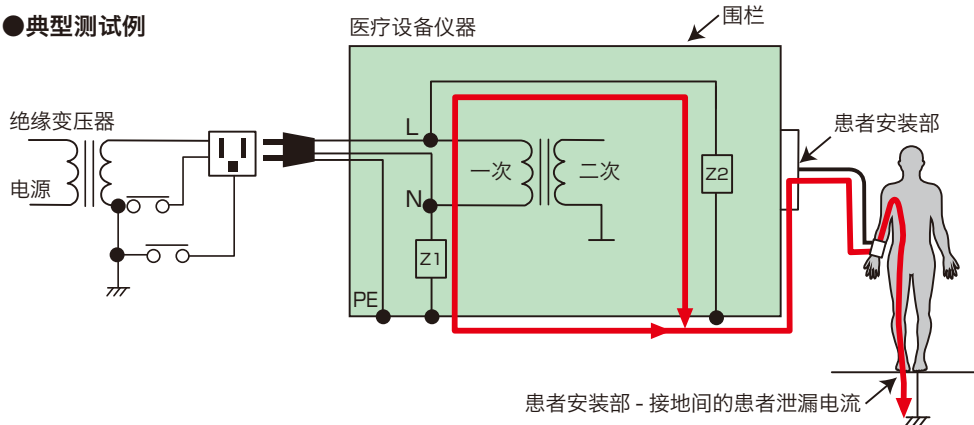 ●典型测试例
医疗设备仪器
围栏
绝缘变压器
电源
L
N
PE
一次
二次
Z1
Z2
患者安装部
患者安装部 - 接地间的患者泄漏电流